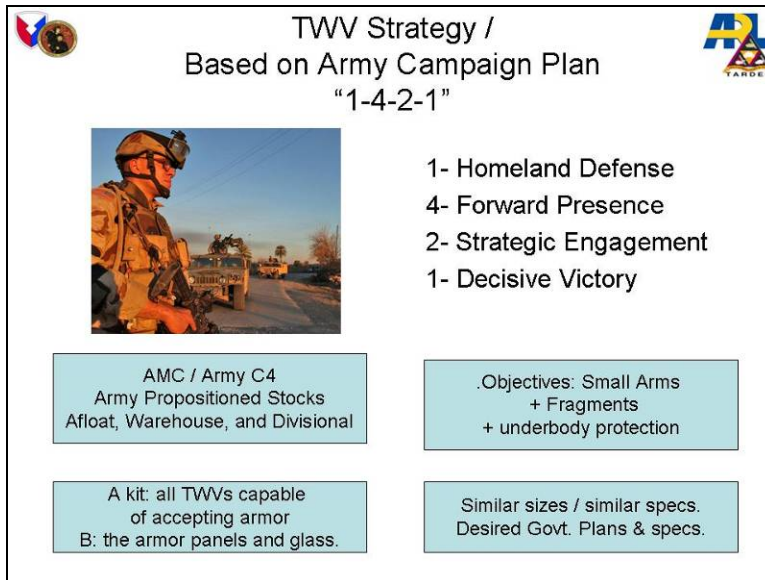 TWV Strategy /
Based on Army Campaign Plan
“1-4-2-1”
ARL
TARDEC
1- Homeland Defense
4- Forward Presence
2- Strategic Engagement
1- Decisive Victory
AMC / Army C4
Army Propositioned Stocks
Afloat, Warehouse, and Divisional
.Objectives: Small Arms
+ Fragments
+ underbody protection
A kit: all TWVs capable
of accepting armor
B: the armor panels and glass.
Similar sizes / similar specs.
Desired Govt. Plans & specs.